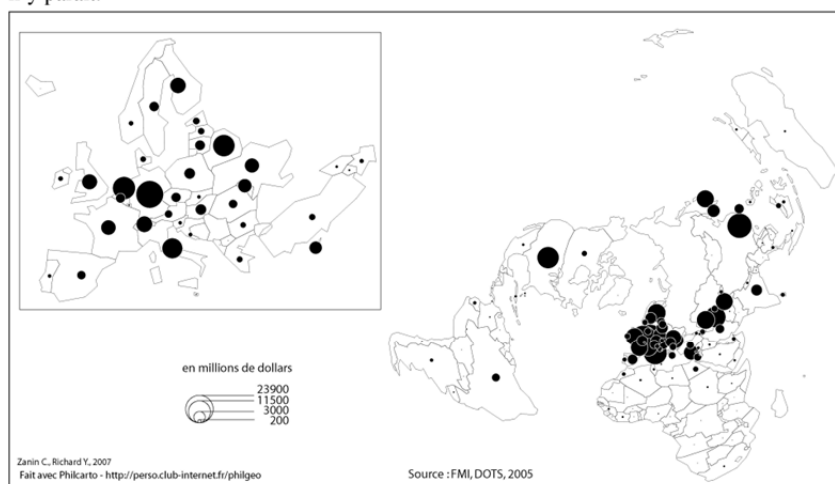 en millions de dollars
23900
11500
3000
200
Zanin C., Richard Y., 2007
Fait avec Philcarto - http://perso.club-internet.fr/philgeo
Source : FMI, DOTS, 2005